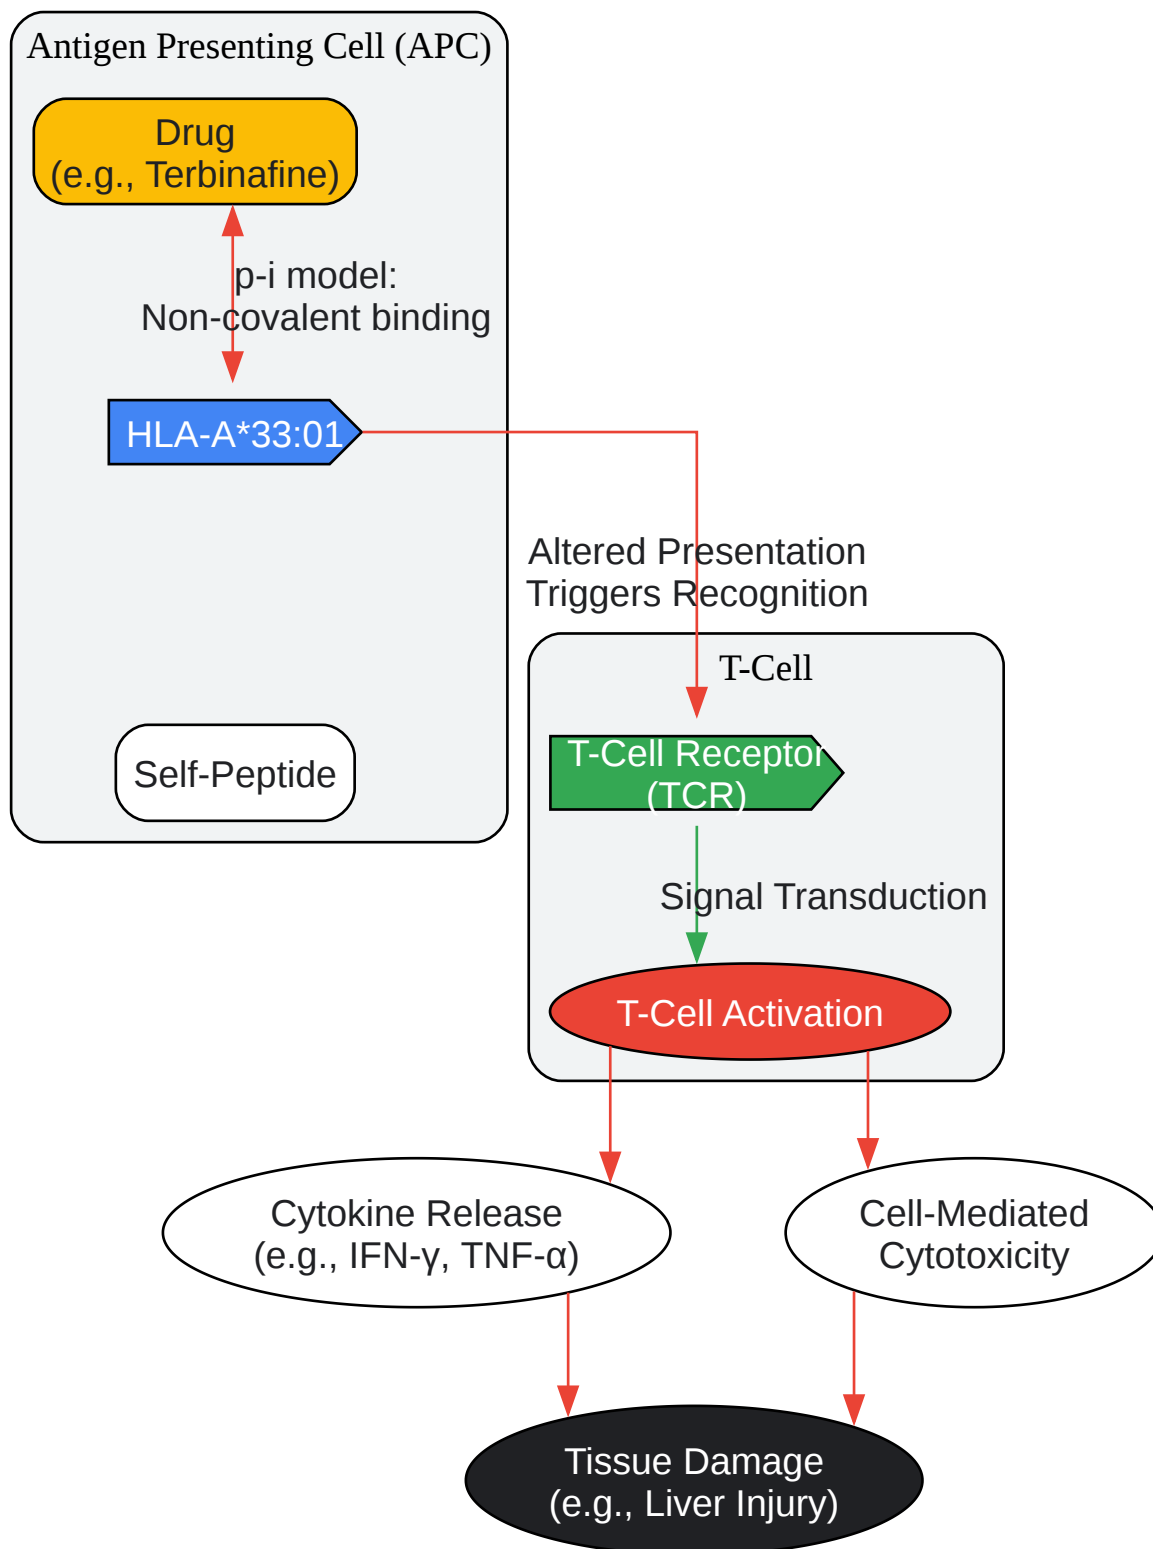 Antigen Presenting Cell (APC)
Drug
(e.g., Terbinafine)
p-i model:
Non-covalent binding
HLA-A*33:01
Altered Presentation
Triggers Recognition
T-Cell
T-Cell Receptor
(TCR)
Self-Peptide
Signal Transduction
T-Cell Activation
Cytokine Release
(e.g., IFN-γ, TNF-α)
Cell-Mediated
Cytotoxicity
Tissue Damage
(e.g., Liver Injury)